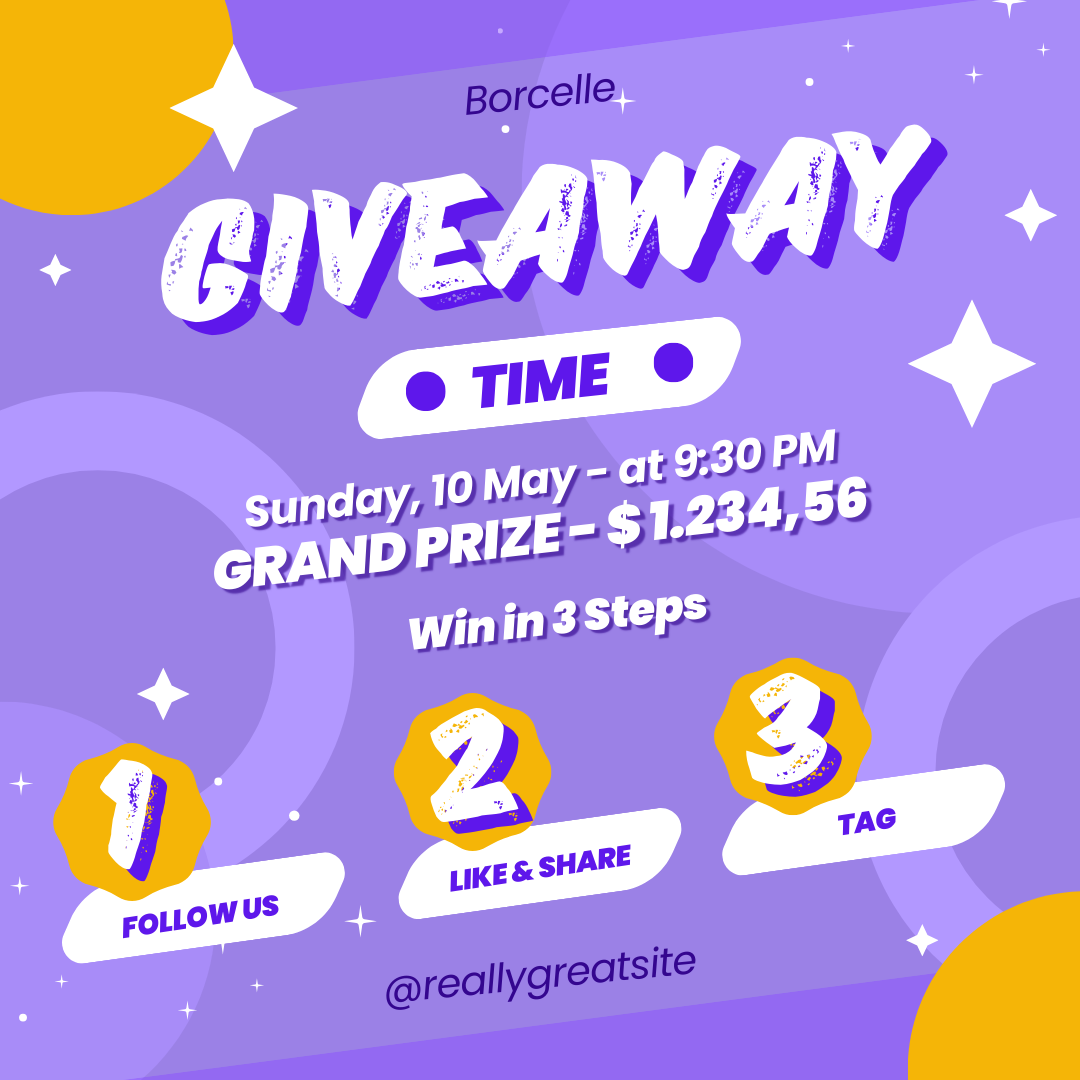 Borcelle
GIVEAWAY
TIME
Sunday, 10 May - at 9:30 PM
GRAND PRIZE - $ 1.234,56
Win in 3 Steps
1
FOLLOW US
2
LIKE & SHARE
3
TAG
@reallygreatsite